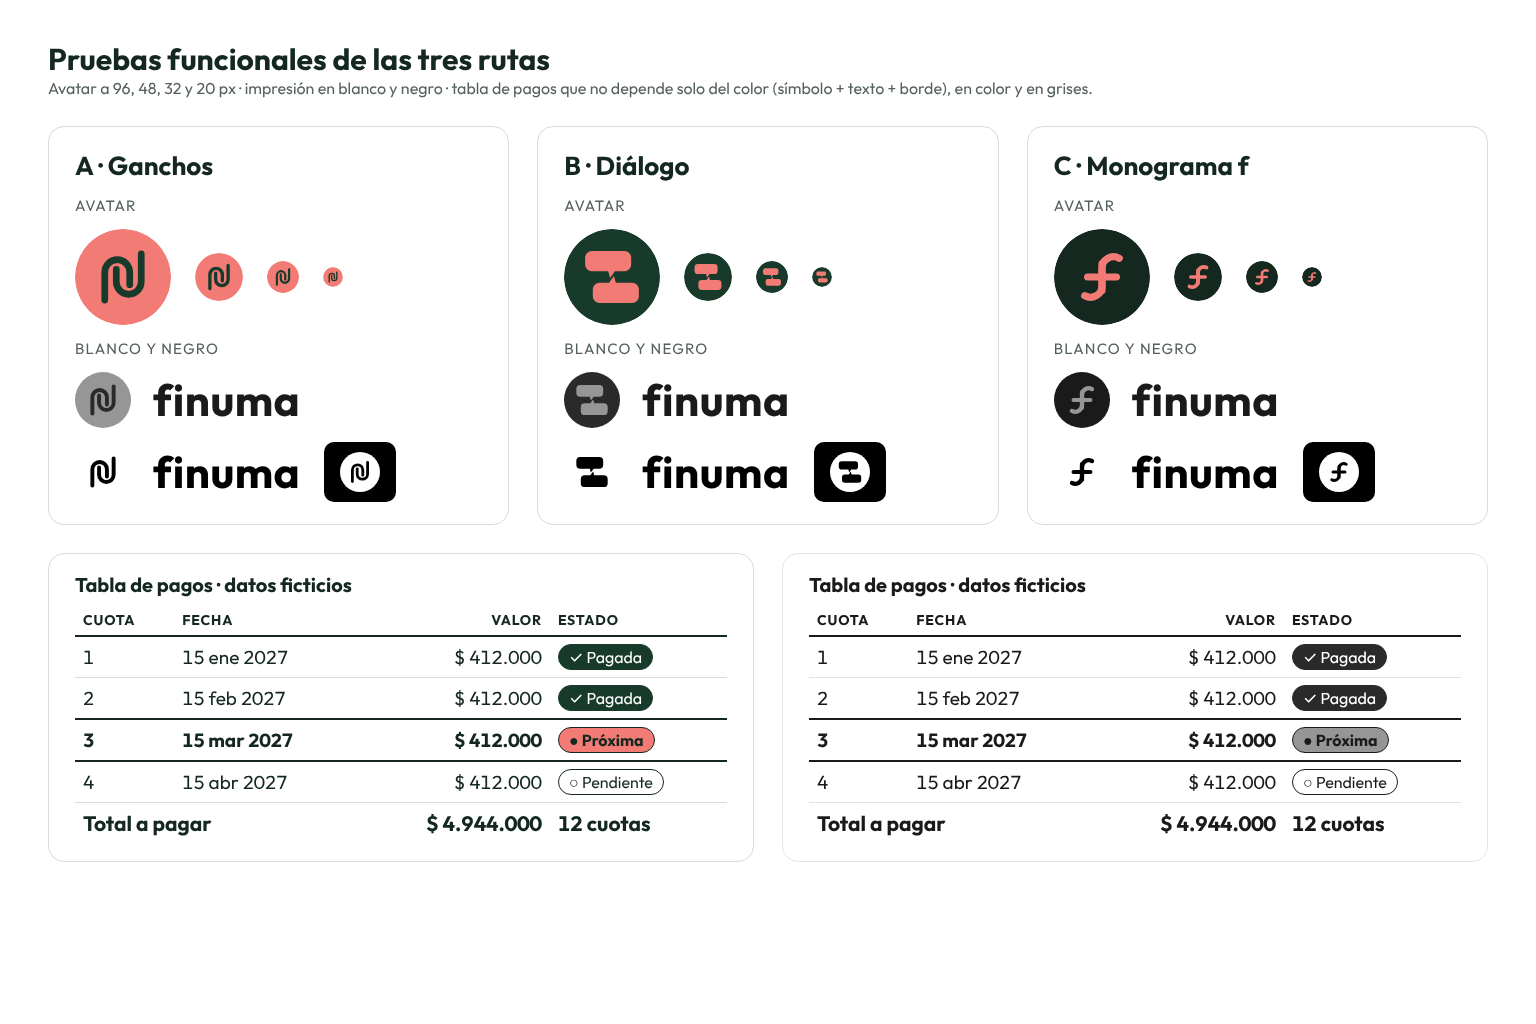 Pruebas funcionales de las tres rutas
Avatar a 96, 48, 32 y 20 px · impresión en blanco y negro · tabla de pagos que no depende solo del color (símbolo + texto + borde), en color y en grises.
A · Ganchos
AVATAR
BLANCO Y NEGRO
finuma
finuma
B · Diálogo
AVATAR
BLANCO Y NEGRO
finuma
finuma
C · Monograma f
AVATAR
f f f f
BLANCO Y NEGRO
f finuma
f finuma f
Tabla de pagos · datos ficticios
CUOTA FECHA VALOR ESTADO
1 15 ene 2027 $ 412.000 ✓ Pagada
2 15 feb 2027 $ 412.000 ✓ Pagada
3 15 mar 2027 $ 412.000 ● Próxima
4 15 abr 2027 $ 412.000 ○ Pendiente
Total a pagar $ 4.944.000 12 cuotas
Tabla de pagos · datos ficticios
CUOTA FECHA VALOR ESTADO
1 15 ene 2027 $ 412.000 ✓ Pagada
2 15 feb 2027 $ 412.000 ✓ Pagada
3 15 mar 2027 $ 412.000 ● Próxima
4 15 abr 2027 $ 412.000 ○ Pendiente
Total a pagar $ 4.944.000 12 cuotas